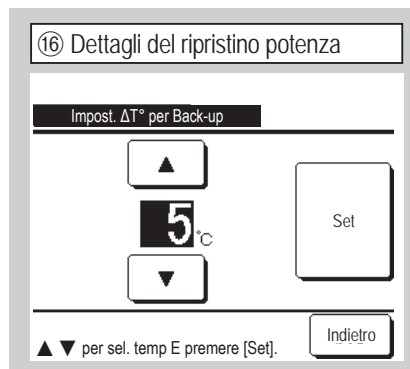 ⑯ Dettagli del ripristino potenza
Impost. ΔT° per Back-up
▲
5 °C
Set
▼
▲ ▼ per sel. temp E premere [Set].
Indietro